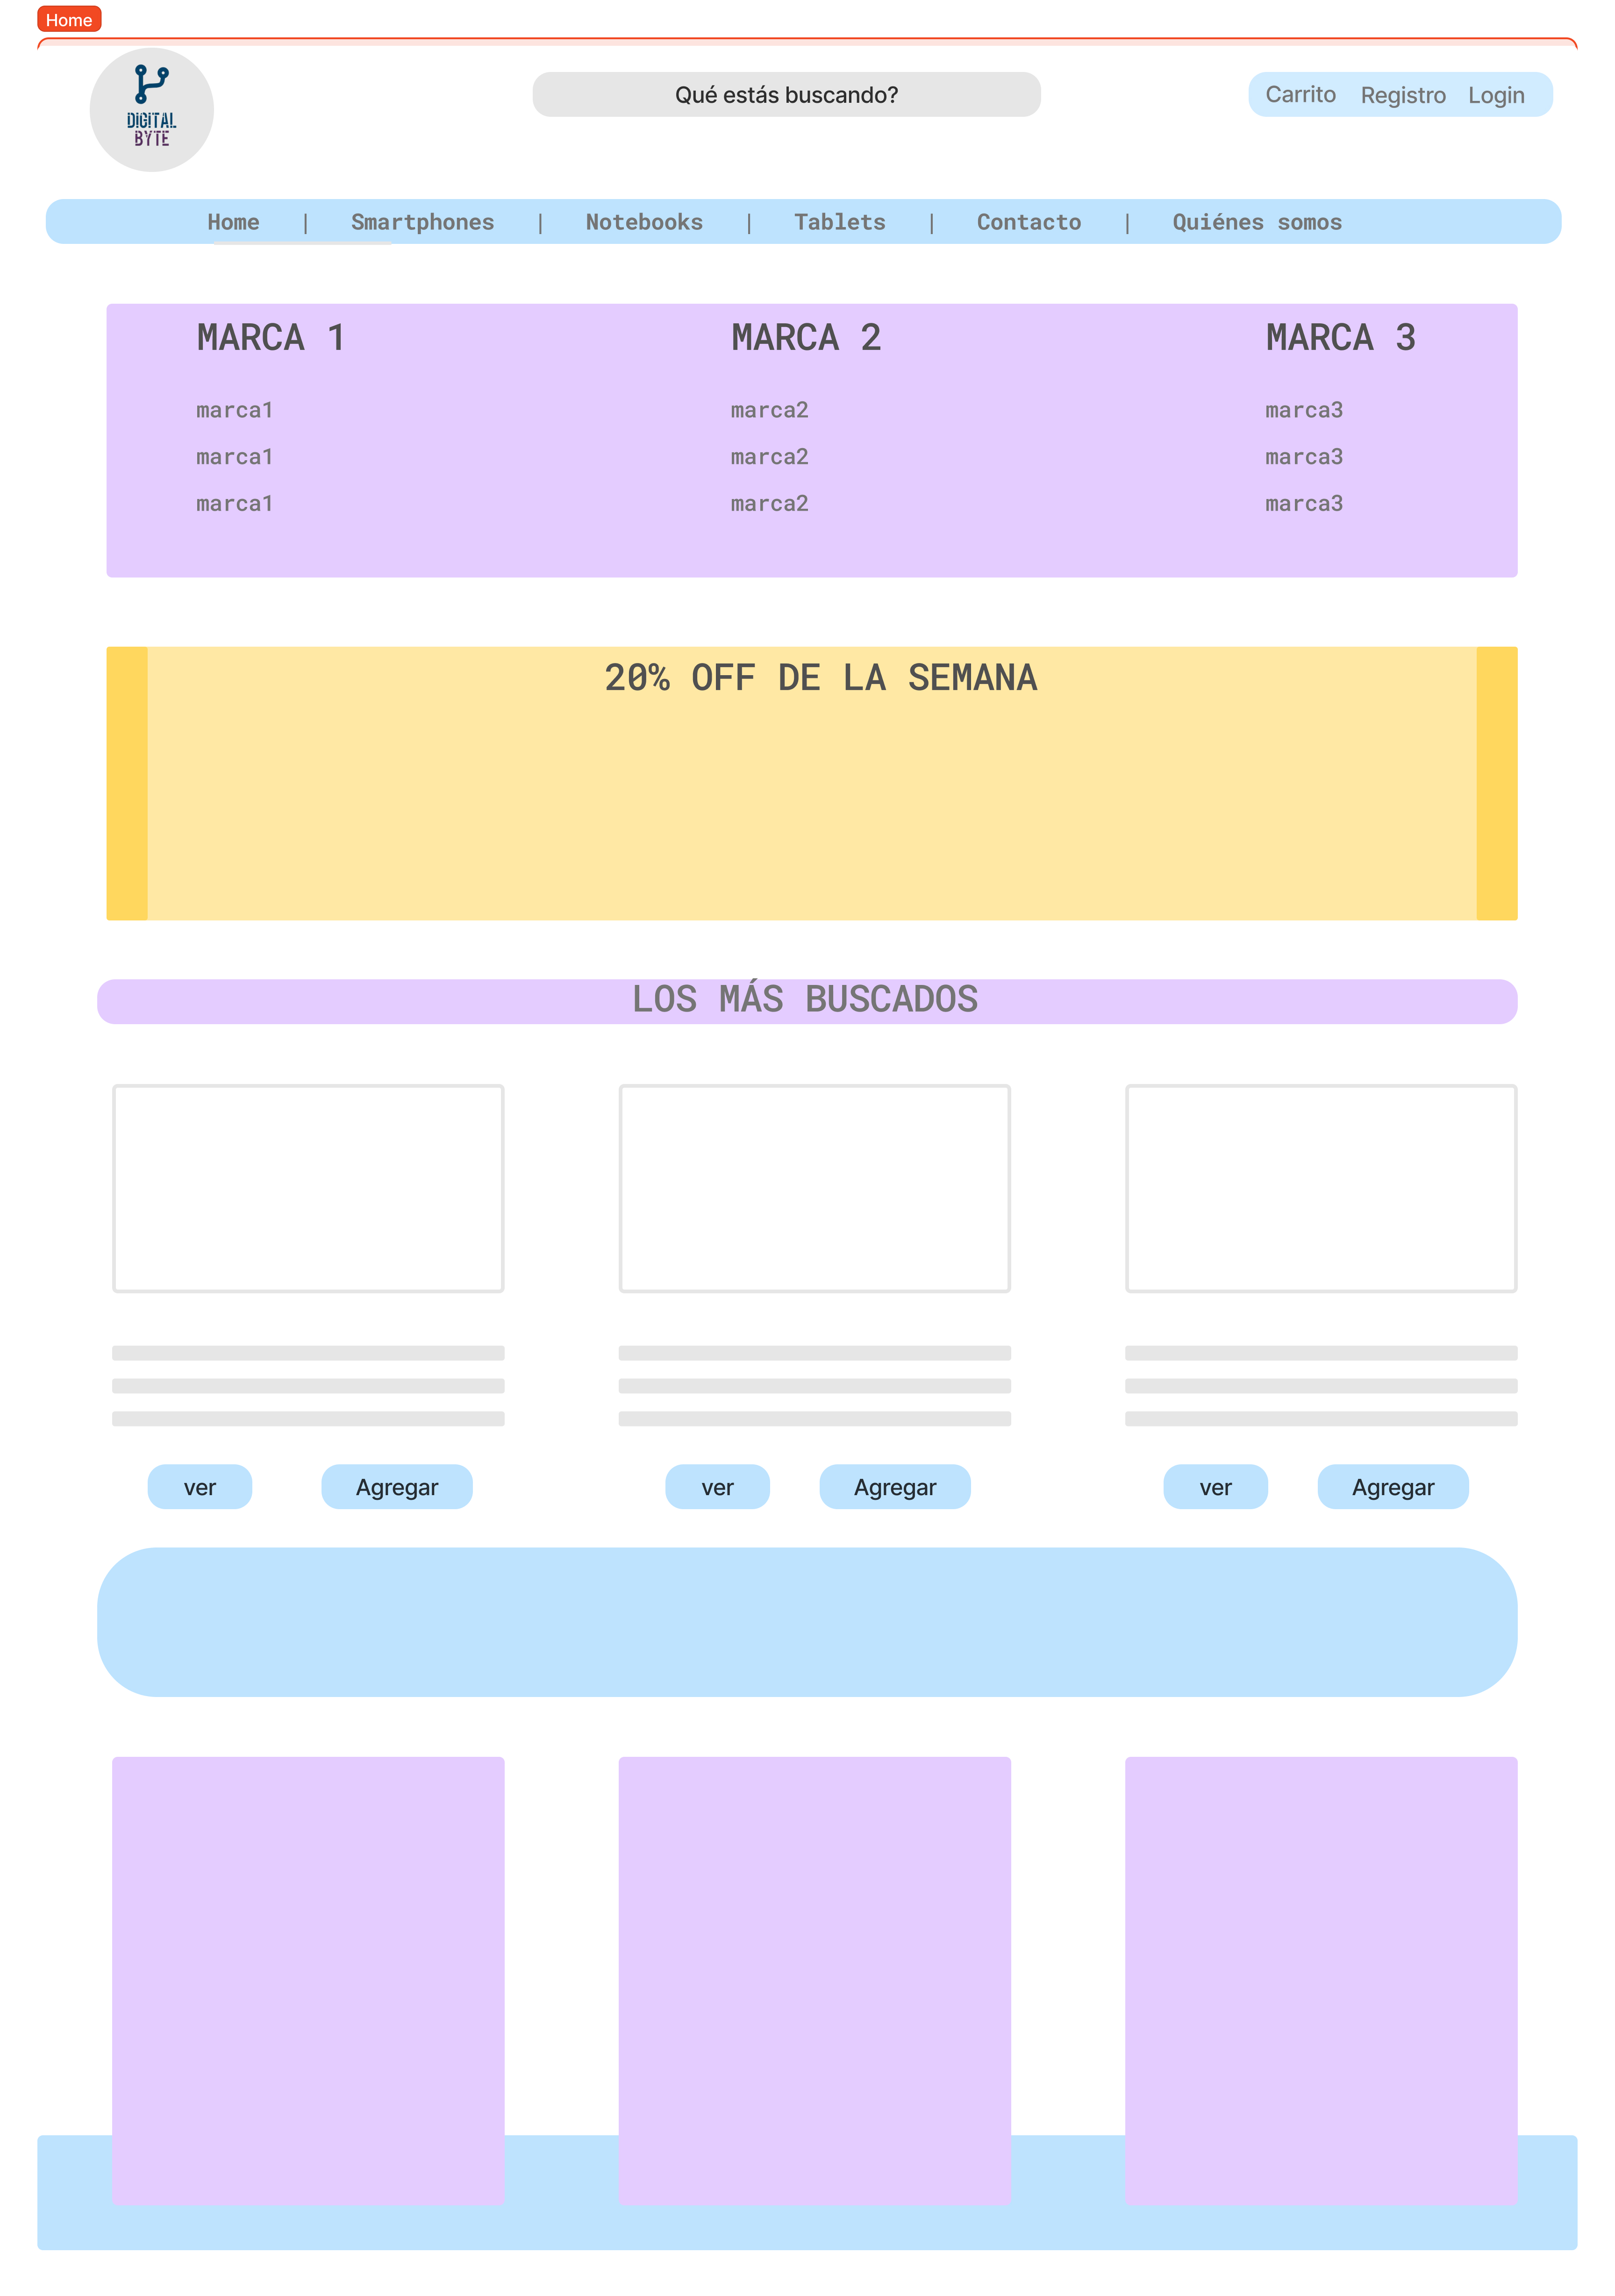 Home
DIGITAL
BYTE
Qué estás buscando?
Carrito Registro Login
Home | Smartphones | Notebooks | Tablets | Contacto | Quiénes somos
MARCA 1 MARCA 2 MARCA 3
marca1 marca2 marca3
marca1 marca2 marca3
marca1 marca2 marca3
20% OFF DE LA SEMANA
LOS MÁS BUSCADOS
ver Agregar ver Agregar ver Agregar